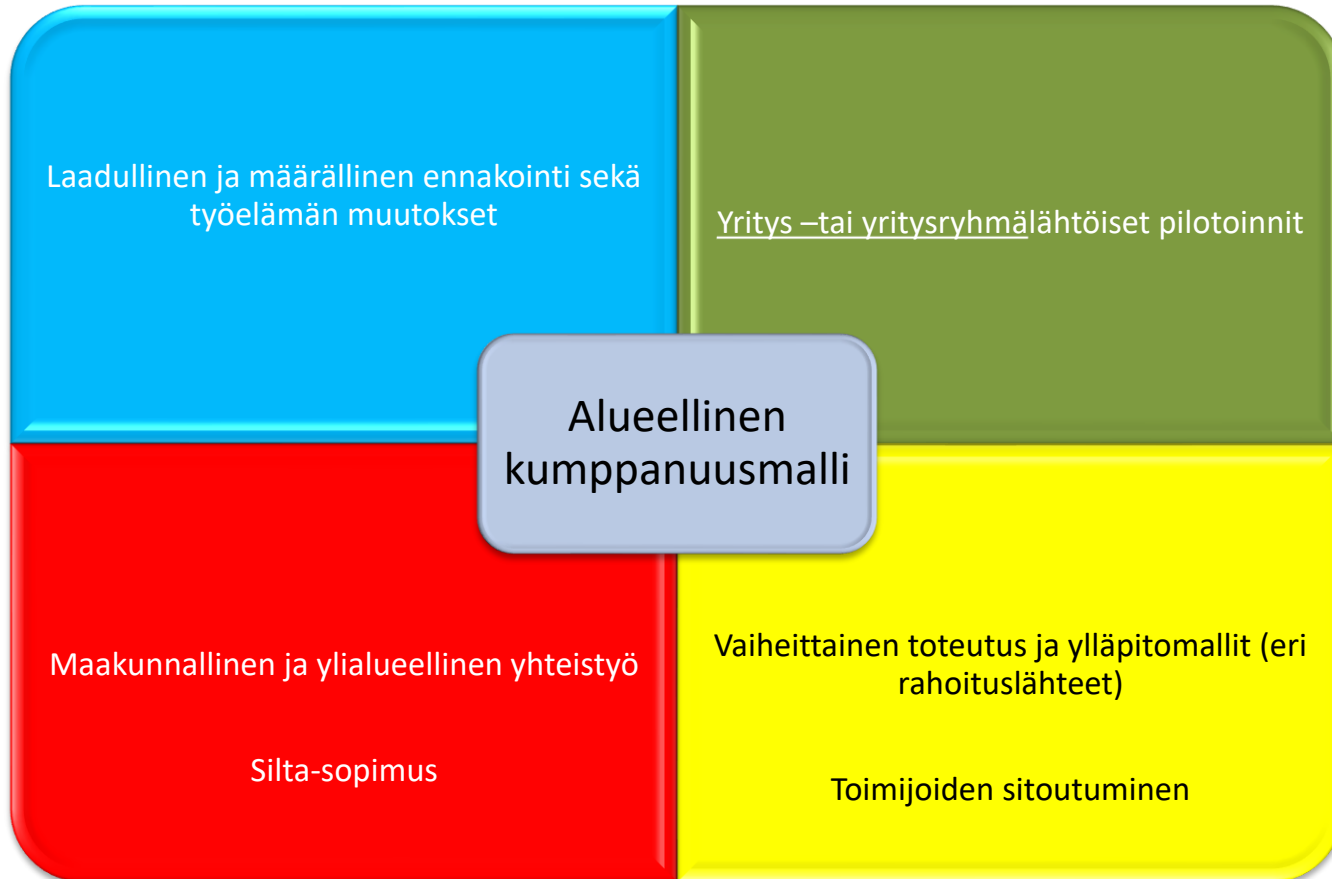 Laadullinen ja määrällinen ennakointi sekä
työelämän muutokset
Yritys –tai yritysryhmälähtöiset pilotoinnit
Alueellinen
kumppanuusmalli
Maakunnallinen ja ylialueellinen yhteistyö
Silta-sopimus
Vaiheittainen toteutus ja ylläpitomallit (eri
rahoituslähteet)
Toimijoiden sitoutuminen